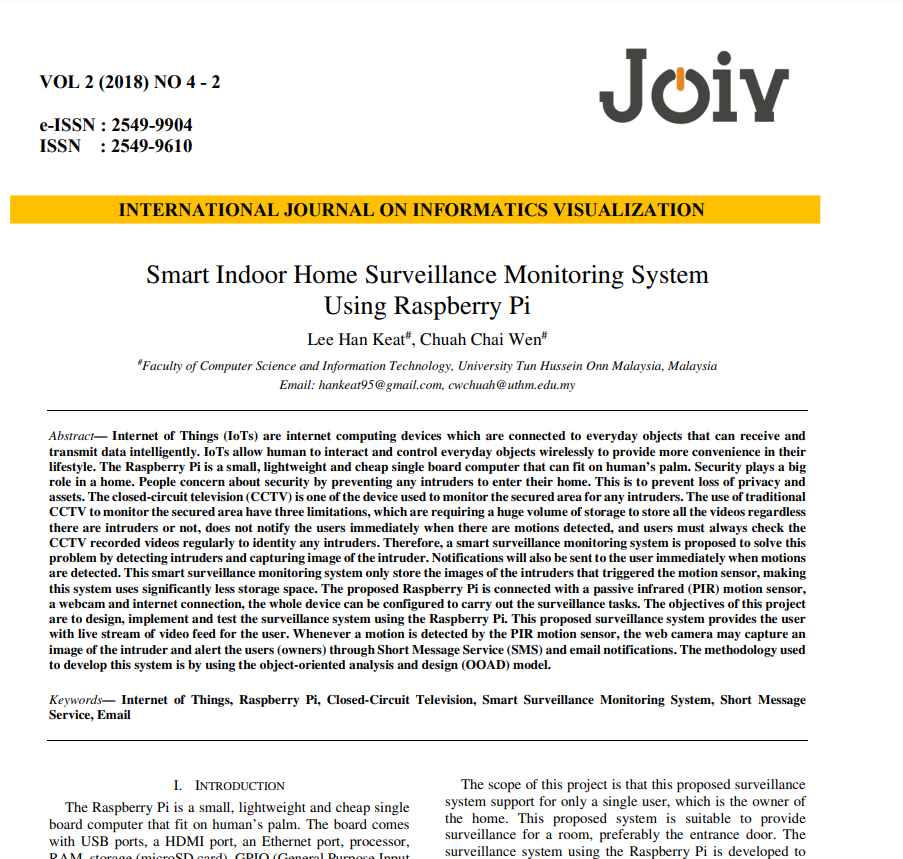 VOL 2 (2018) NO 4 - 2
e-ISSN : 2549-9904
ISSN : 2549-9610
JOIV
INTERNATIONAL JOURNAL ON INFORMATICS VISUALIZATION
Smart Indoor Home Surveillance Monitoring System
Using Raspberry Pi
Lee Han Keat#, Chuah Chai Wen#
#Faculty of Computer Science and Information Technology, University Tun Hussein Onn Malaysia, Malaysia
Email: hankeat95@gmail.com, cwchuah@uthm.edu.my
Abstract— Internet of Things (IoTs) are internet computing devices which are connected to everyday objects that can receive and
transmit data intelligently. IoTs allow human to interact and control everyday objects wirelessly to provide more convenience in their
lifestyle. The Raspberry Pi is a small, lightweight and cheap single board computer that can fit on human's palm. Security plays a big
role in a home. People concern about security by preventing any intruders to enter their home. This is to prevent loss of privacy and
assets. The closed-circuit television (CCTV) is one of the device used to monitor the secured area for any intruders. The use of traditional
CCTV to monitor the secured area have three limitations, which are requiring a huge volume of storage to store all the videos regardless
there are intruders or not, does not notify the users immediately when there are motions detected, and users must always check the
CCTV recorded videos regularly to identity any intruders. Therefore, a smart surveillance monitoring system is proposed to solve this
problem by detecting intruders and capturing image of the intruder. Notifications will also be sent to the user immediately when motions
are detected. This smart surveillance monitoring system only store the images of the intruders that triggered the motion sensor, making
this system uses significantly less storage space. The proposed Raspberry Pi is connected with a passive infrared (PIR) motion sensor,
a webcam and internet connection, the whole device can be configured to carry out the surveillance tasks. The objectives of this project
are to design, implement and test the surveillance system using the Raspberry Pi. This proposed surveillance system provides the user
with live stream of video feed for the user. Whenever a motion is detected by the PIR motion sensor, the web camera may capture an
image of the intruder and alert the users (owners) through Short Message Service (SMS) and email notifications. The methodology used
to develop this system is by using the object-oriented analysis and design (OOAD) model.
Keywords— Internet of Things, Raspberry Pi, Closed-Circuit Television, Smart Surveillance Monitoring System, Short Message
Service, Email
I. INTRODUCTION
The Raspberry Pi is a small, lightweight and cheap single
board computer that fit on human's palm. The board comes
with USB ports, a HDMI port, an Ethernet port, processor,
RAM, storage (microSD card), GPIO (General Purpose Input
The scope of this project is that this proposed surveillance
system support for only a single user, which is the owner of
the home. This proposed system is suitable to provide
surveillance for a room, preferably the entrance door. The
surveillance system using the Raspberry Pi is developed to